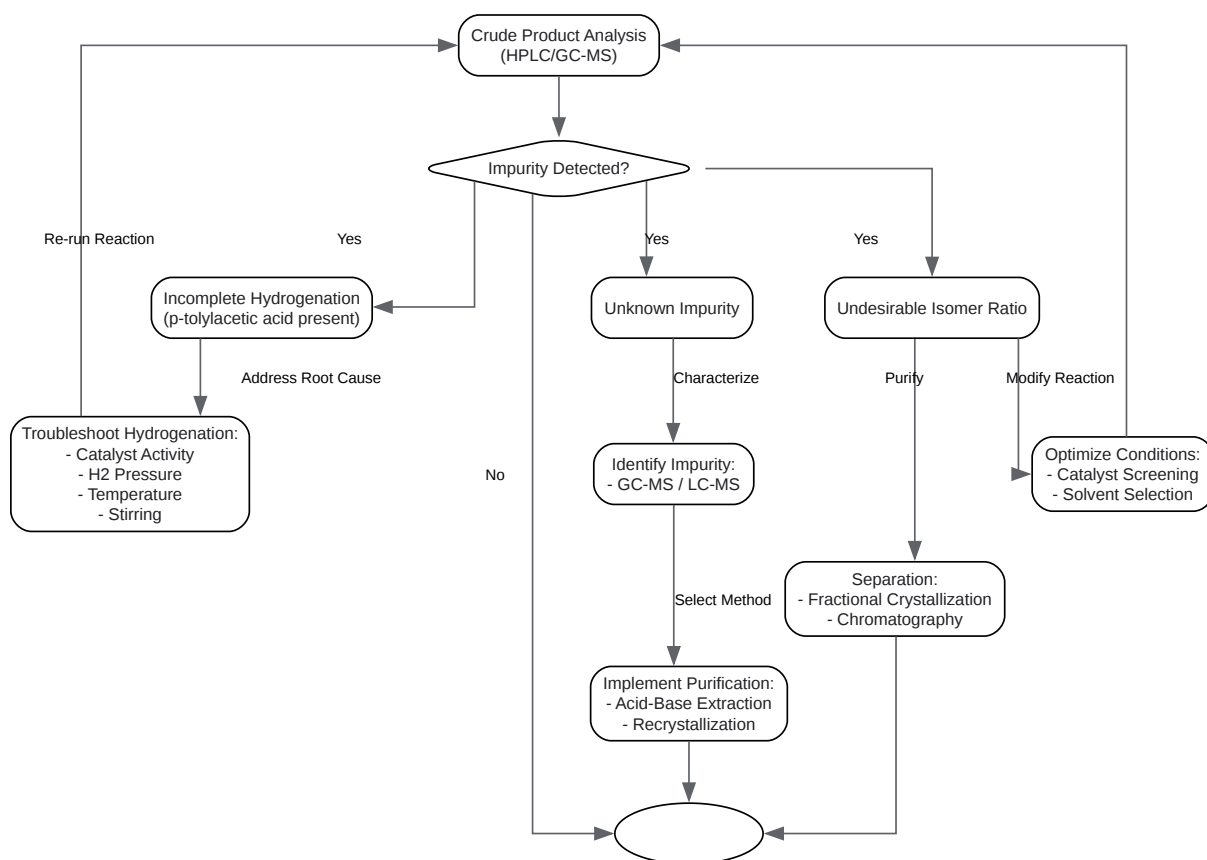 Crude Product Analysis
(HPLC/GC-MS)
Impurity Detected?
Re-run Reaction
Yes
Yes
Yes
Incomplete Hydrogenation
(p-tolylacetic acid present)
Unknown Impurity
Undesirable Isomer Ratio
Address Root Cause
Characterize
Purify
Modify Reaction
Troubleshoot Hydrogenation:
- Catalyst Activity
- H2 Pressure
- Temperature
- Stirring
No
Identify Impurity:
- GC-MS / LC-MS
Optimize Conditions:
- Catalyst Screening
- Solvent Selection
Select Method
Separation:
- Fractional Crystallization
- Chromatography
Implement Purification:
- Acid-Base Extraction
- Recrystallization